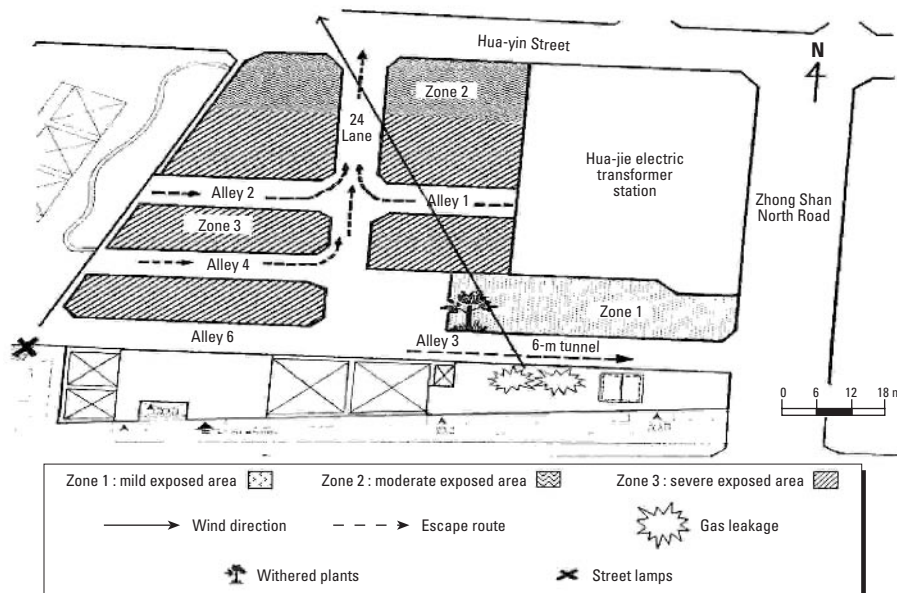 Hua-yin Street
N
Zone 2
24
Lane
Hua-jie electric
transformer
station
Zhong Shan
North Road
Alley 2
Alley 1
Zone 3
Alley 4
Zone 1
Alley 6
Alley 3
6-m tunnel
0 6 12 18 m
Zone 1 : mild exposed area
Zone 2 : moderate exposed area
Zone 3 : severe exposed area
Wind direction
Escape route
Gas leakage
Withered plants
Street lamps